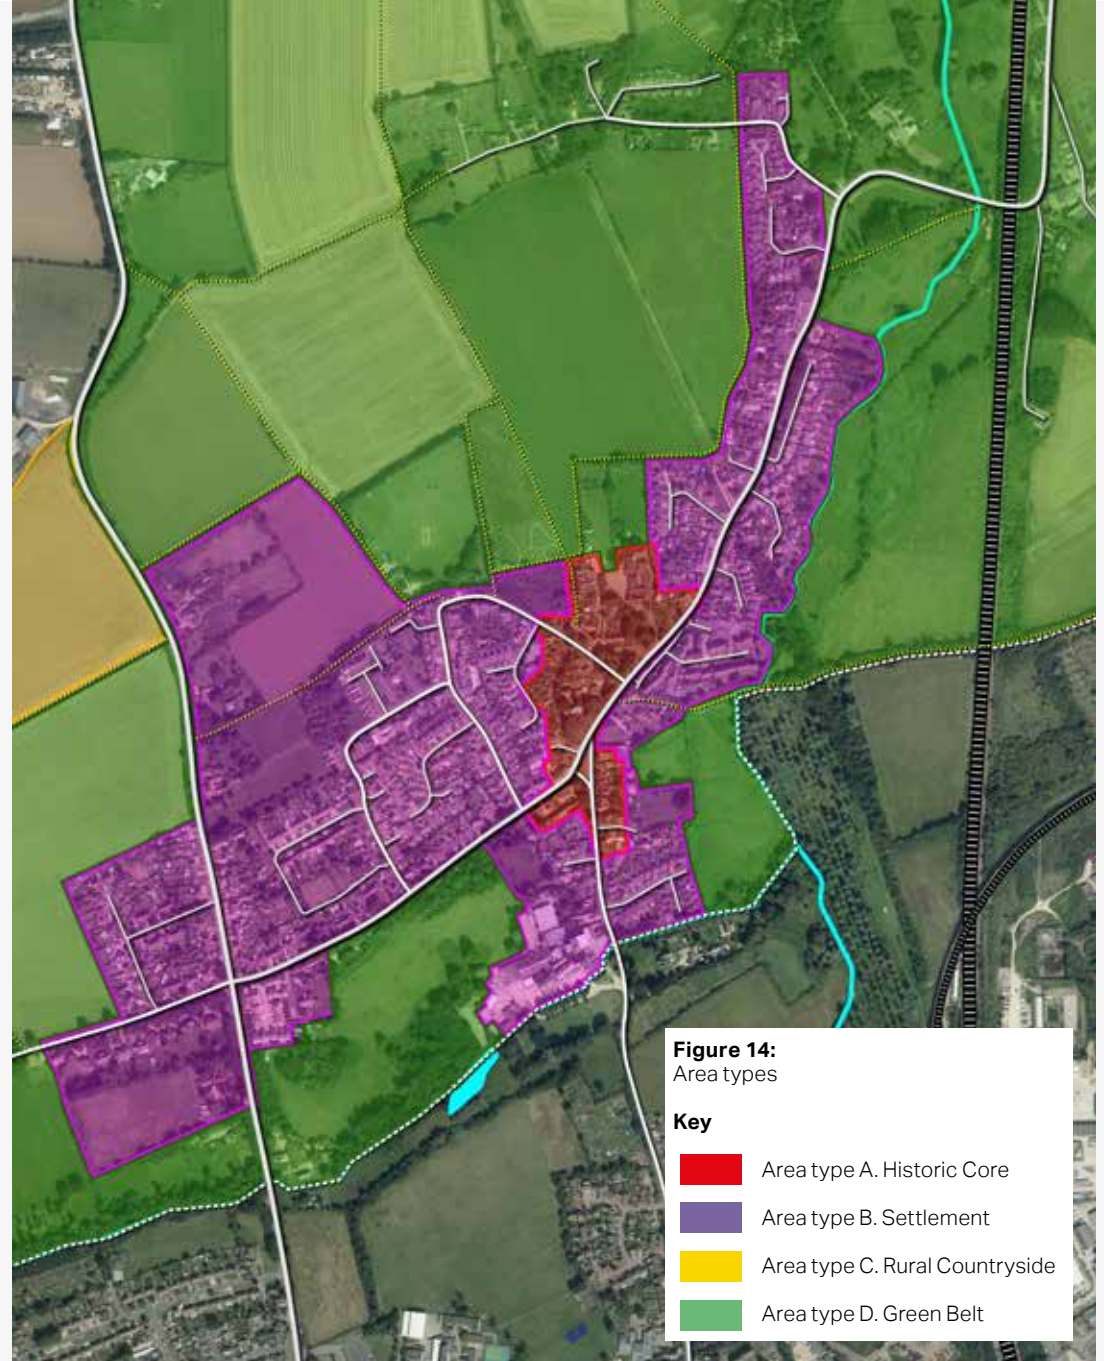 Figure 14:
Area types
Key
Area type A. Historic Core
Area type B. Settlement
Area type C. Rural Countryside
Area type D. Green Belt